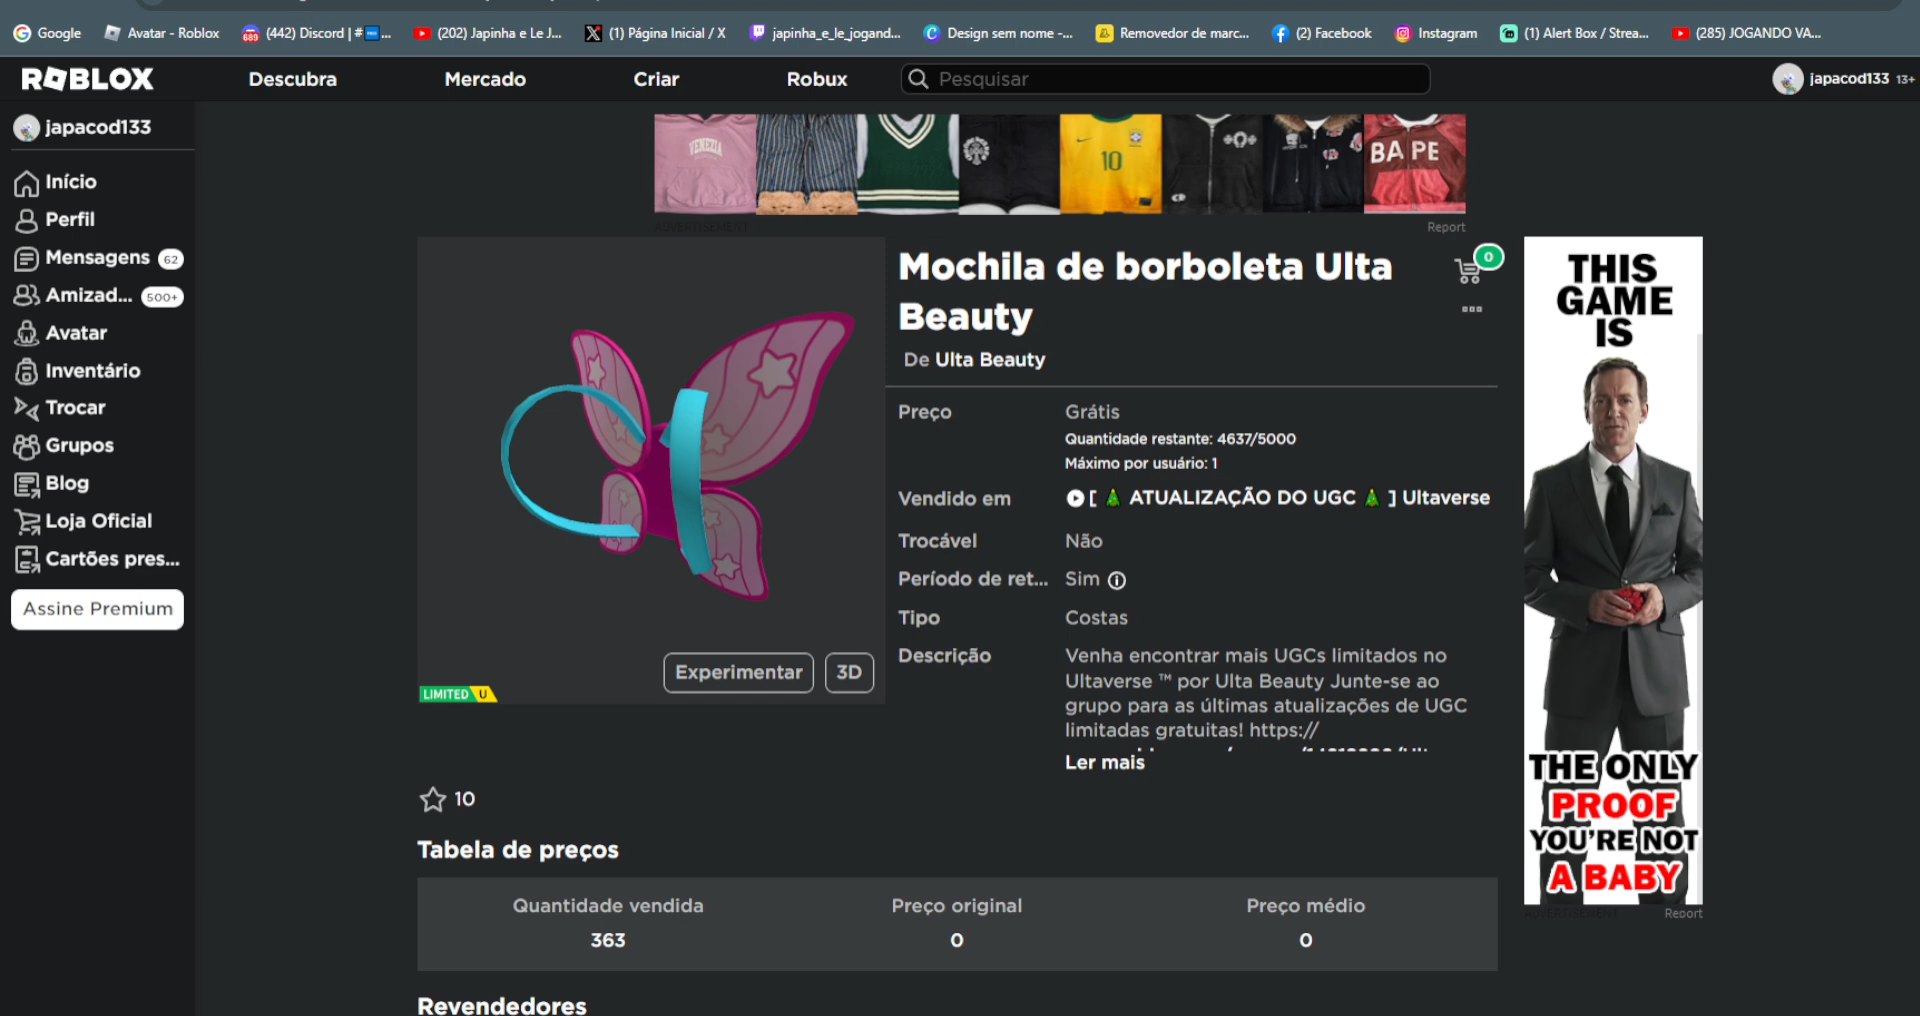 Google
Avatar - Roblox
(442) Discord | # ...
(202) Japinha e Le J...
(1) Página Inicial / X
japinha_e_le_jogand...
Design sem nome -...
Removedor de marc...
(2) Facebook
Instagram
(1) Alert Box / Strea...
(285) JOGANDO VA...
ROBLOX
Descubra
Mercado
Criar
Robux
Pesquisar
japacod133 13+
japacod133
Início
Perfil
Mensagens 62
Amizad... 500+
Avatar
Inventário
Trocar
Grupos
Blog
Loja Oficial
Cartões pres...
Assine Premium
VENEZIA
10
BAPE
ADVERTISEMENT
Report
Mochila de borboleta Ulta
Beauty
0
De Ulta Beauty
Preço
Grátis
Quantidade restante: 4637/5000
Máximo por usuário: 1
Vendido em
[ 🎄 ATUALIZAÇÃO DO UGC 🎄 ] Ultaverse
Trocável
Não
Período de ret...
Sim
Tipo
Costas
Descrição
Venha encontrar mais UGCs limitados no
Ultaverse ™ por Ulta Beauty Junte-se ao
grupo para as últimas atualizações de UGC
limitadas gratuitas! https://
Ler mais
Experimentar
3D
LIMITED U
10
Tabela de preços
Quantidade vendida
363
Preço original
0
Preço médio
0
Revendedores
THIS
GAME
IS
THE ONLY
PROOF
YOU'RE NOT
A BABY
ADVERTISEMENT
Report